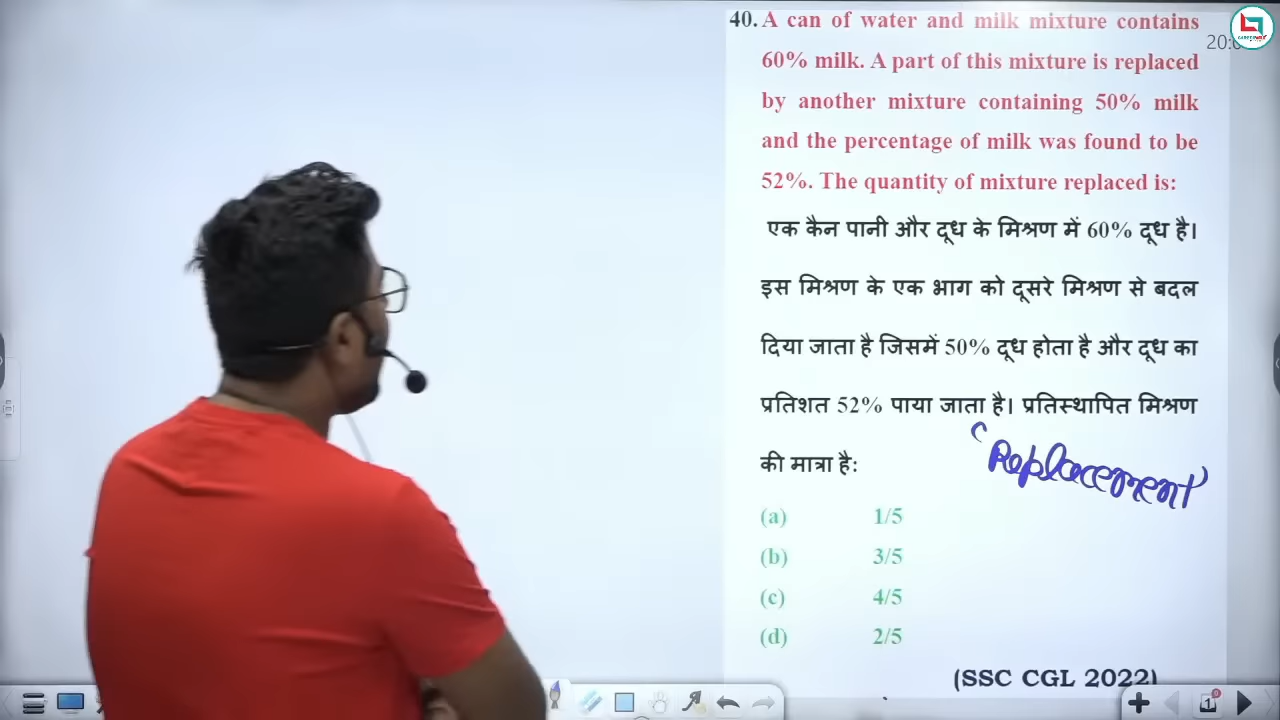 40. A can of water and milk mixture contains
60% milk. A part of this mixture is replaced
by another mixture containing 50% milk
and the percentage of milk was found to be
52%. The quantity of mixture replaced is:
एक कैन पानी और दूध के मिश्रण में 60% दूध है।
इस मिश्रण के एक भाग को दूसरे मिश्रण से बदल
दिया जाता है जिसमें 50% दूध होता है और दूध का
प्रतिशत 52% पाया जाता है। प्रतिस्थापित मिश्रण
की मात्रा है:
(Replacement)
(a) 1/5
(b) 3/5
(c) 4/5
(d) 2/5
(SSC CGL 2022)